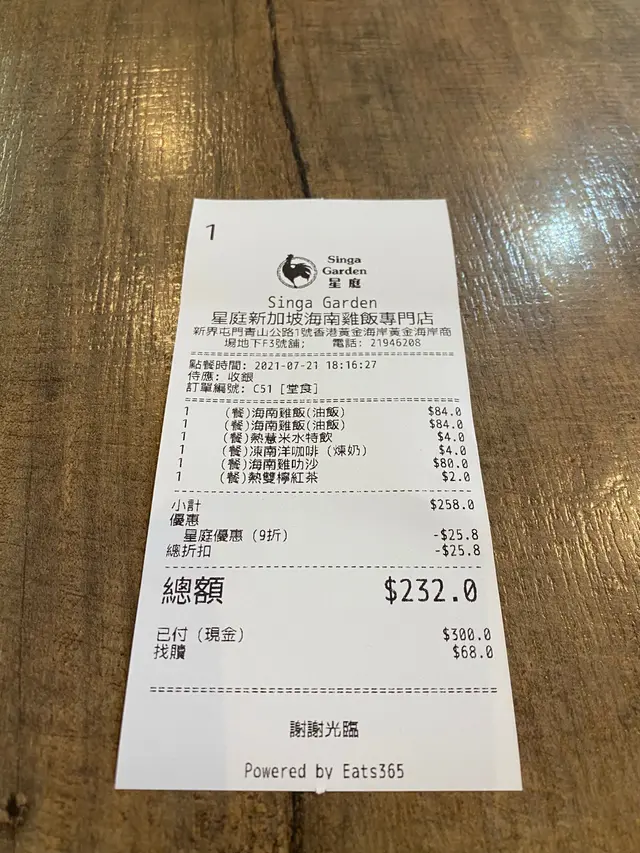 1
Singa
Garden
星庭
Singa Garden
星庭新加坡海南雞飯專門店
新界屯門青山公路1號香港黃金海岸黃金海岸商
場地下F3號舖; 電話: 21946208
點餐時間: 2021-07-21 18:16:27
侍應: 收銀
訂單編號: C51 [堂食]
1 (餐)海南雞飯(油飯) $84.0
1 (餐)海南雞飯(油飯) $84.0
1 (餐)熱薏米水特飲 $4.0
1 (餐)凍南洋咖啡 (煉奶) $4.0
1 (餐)海南雞叻沙 $80.0
1 (餐)熱雙檸紅茶 $2.0
小計 $258.0
優惠
星庭優惠 (9折) -$25.8
總折扣 -$25.8
總額 $232.0
已付 (現金) $300.0
找贖 $68.0
謝謝光臨
Powered by Eats365